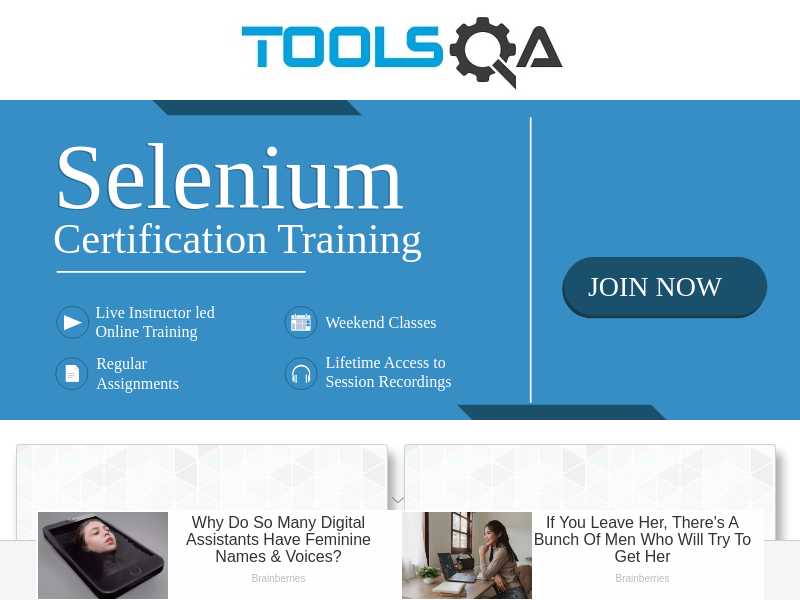 TOOLSQA
Selenium
Certification Training
JOIN NOW
Live Instructor led
Online Training
Weekend Classes
Regular
Assignments
Lifetime Access to
Session Recordings
Why Do So Many Digital
Assistants Have Feminine
Names & Voices?
Brainberries
If You Leave Her, There's A
Bunch Of Men Who Will Try To
Get Her
Brainberries